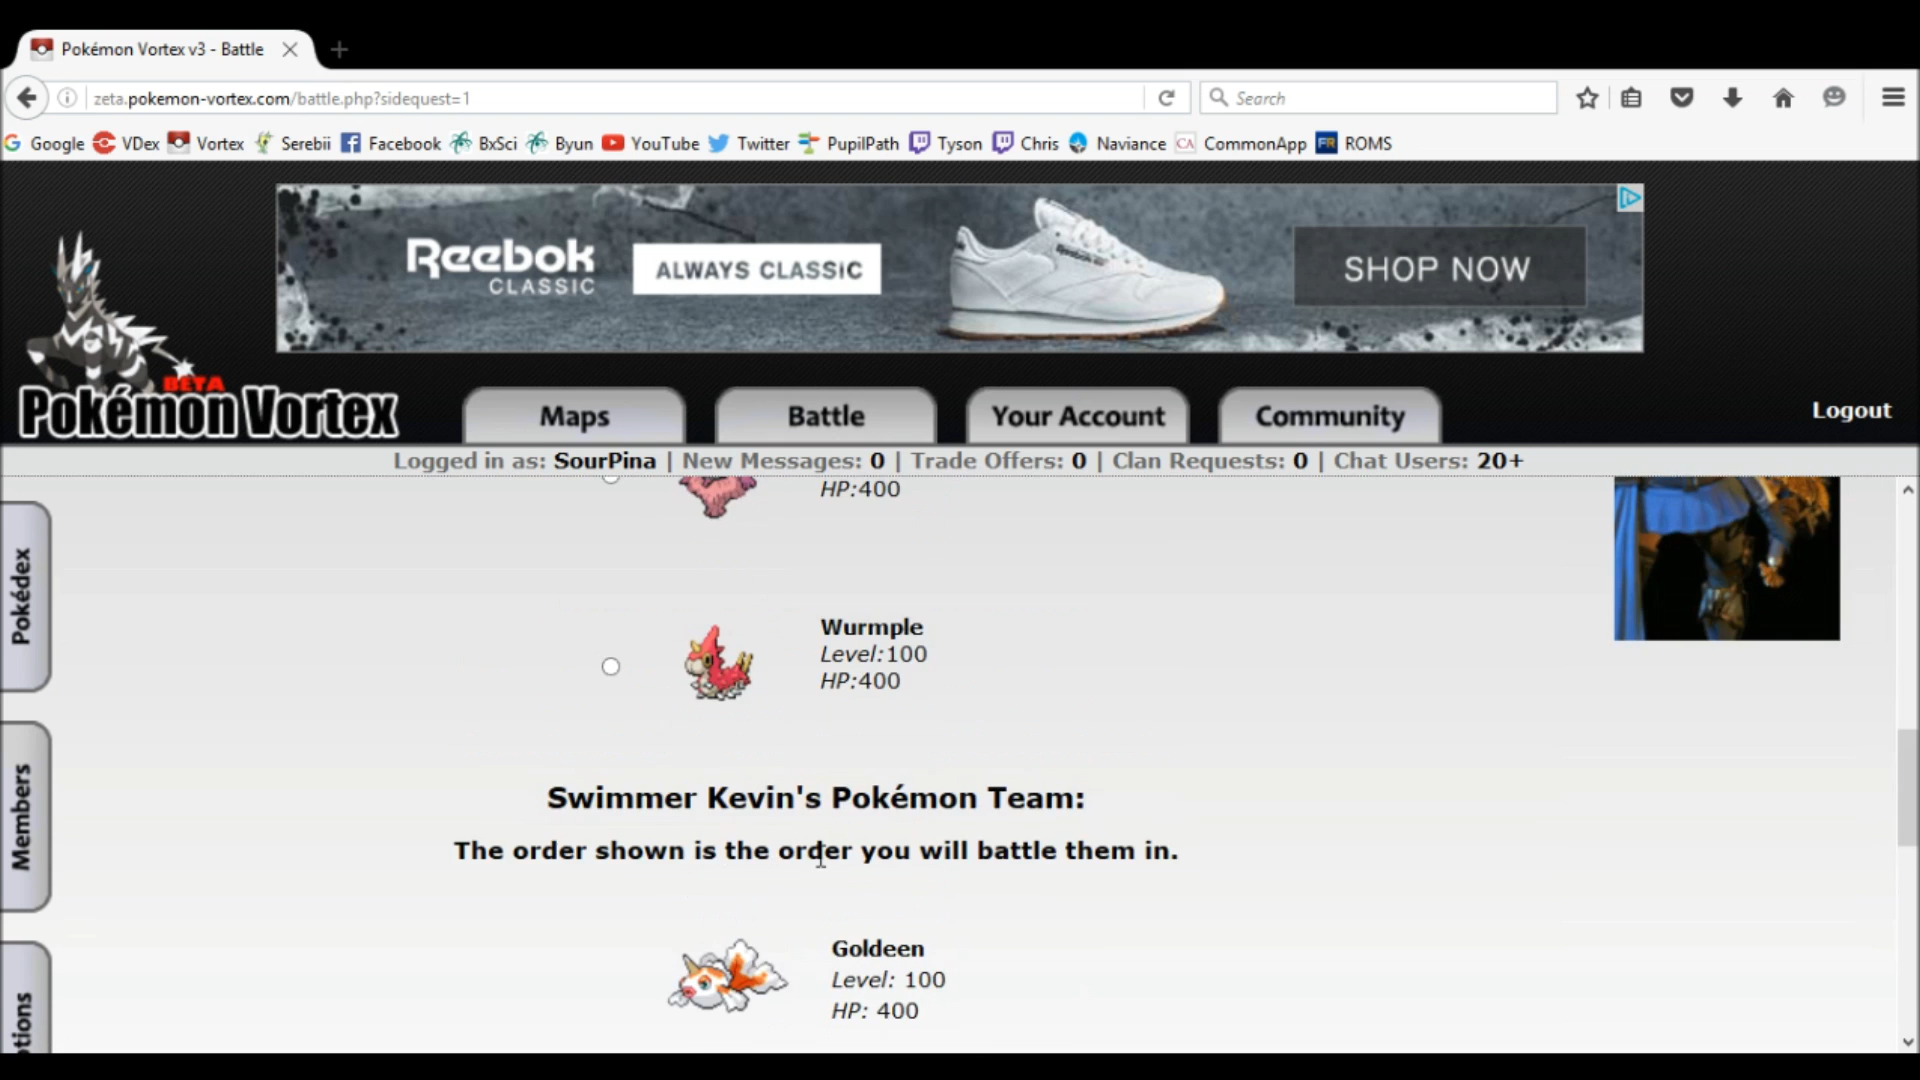 Pokémon Vortex v3 - Battle
zeta.pokemon-vortex.com/battle.php?sidequest=1
Search
Google VDex Vortex Serebii Facebook BxSci Byun YouTube Twitter PupilPath Tyson Chris Naviance CA CommonApp FR ROMS
Reebok
CLASSIC
ALWAYS CLASSIC
SHOP NOW
BETA
Pokémon Vortex
Maps
Battle
Your Account
Community
Logout
Logged in as: SourPina | New Messages: 0 | Trade Offers: 0 | Clan Requests: 0 | Chat Users: 20+
HP:400
Pokédex
Wurmple
Level:100
HP:400
Members
Swimmer Kevin's Pokémon Team:
The order shown is the order you will battle them in.
Goldeen
Level: 100
HP: 400
tions